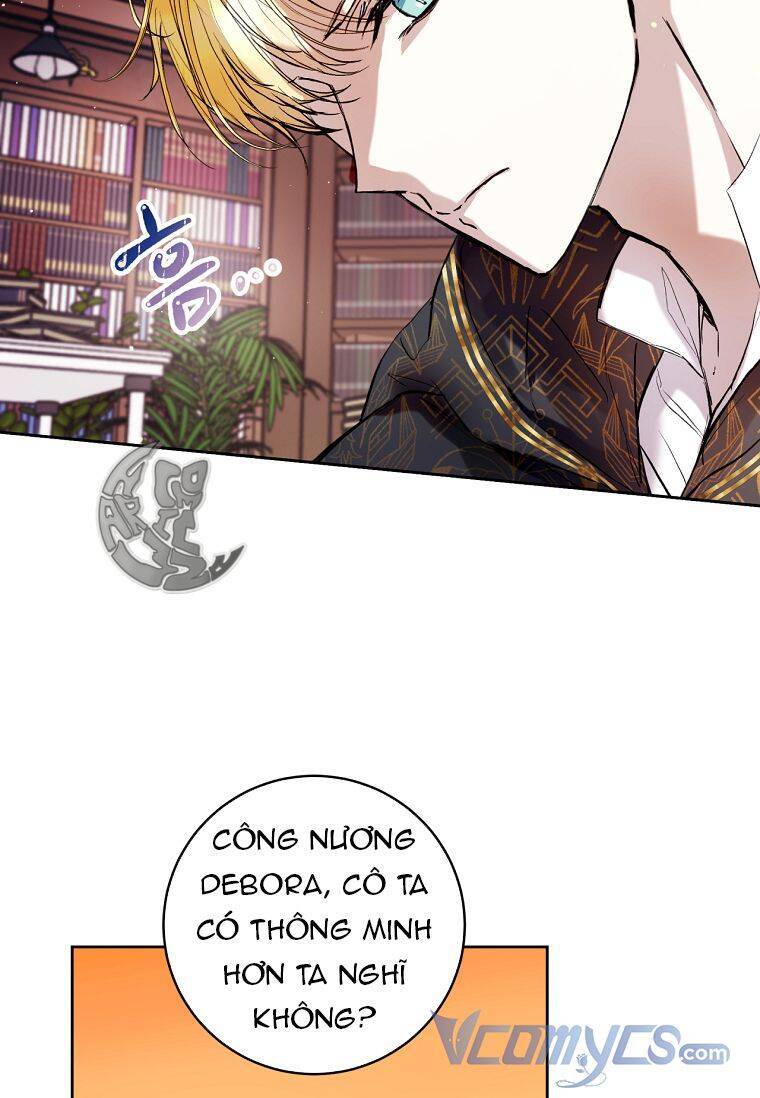 흠...
CÔNG NƯƠNG
DEBORA, CÔ TA
CÓ THÔNG MINH
HƠN TA NGHĨ
KHÔNG?
VCOMYCS.com